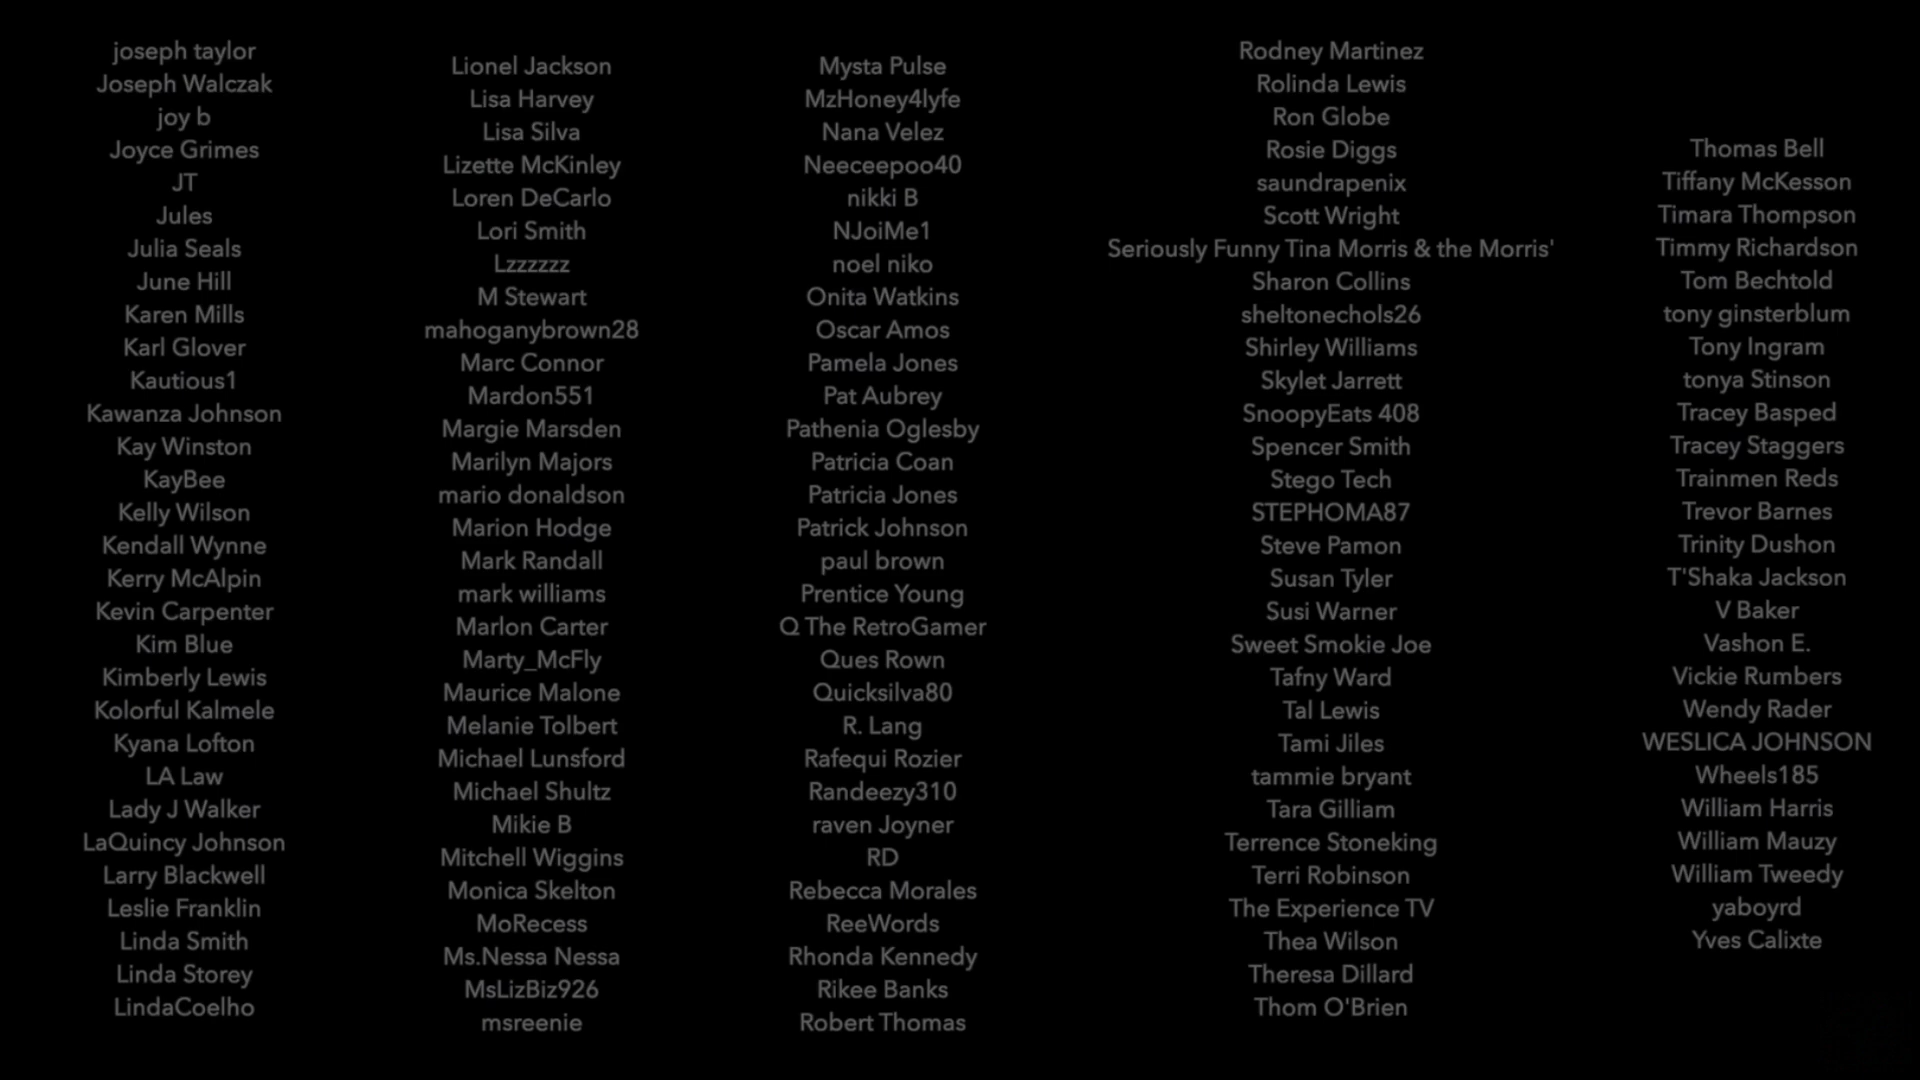 joseph taylor
Joseph Walczak
joy b
Joyce Grimes
JT
Jules
Julia Seals
June Hill
Karen Mills
Karl Glover
Kautious1
Kawanza Johnson
Kay Winston
KayBee
Kelly Wilson
Kendall Wynne
Kerry McAlpin
Kevin Carpenter
Kim Blue
Kimberly Lewis
Kolorful Kalmele
Kyana Lofton
LA Law
Lady J Walker
LaQuincy Johnson
Larry Blackwell
Leslie Franklin
Linda Smith
Linda Storey
LindaCoelho
Lionel Jackson
Lisa Harvey
Lisa Silva
Lizette McKinley
Loren DeCarlo
Lori Smith
Lzzzzzz
M Stewart
mahoganybrown28
Marc Connor
Mardon551
Margie Marsden
Marilyn Majors
mario donaldson
Marion Hodge
Mark Randall
mark williams
Marlon Carter
Marty_McFly
Maurice Malone
Melanie Tolbert
Michael Lunsford
Michael Shultz
Mikie B
Mitchell Wiggins
Monica Skelton
MoRecess
Ms.Nessa Nessa
MsLizBiz926
msreenie
Mysta Pulse
MzHoney4lyfe
Nana Velez
Neeceepoo40
nikki B
NJoiMe1
noel niko
Onita Watkins
Oscar Amos
Pamela Jones
Pat Aubrey
Pathenia Oglesby
Patricia Coan
Patricia Jones
Patrick Johnson
paul brown
Prentice Young
Q The RetroGamer
Ques Rown
Quicksilva80
R. Lang
Rafequi Rozier
Randeezy310
raven Joyner
RD
Rebecca Morales
ReeWords
Rhonda Kennedy
Rikee Banks
Robert Thomas
Rodney Martinez
Rolinda Lewis
Ron Globe
Rosie Diggs
saundrapenix
Scott Wright
Seriously Funny Tina Morris & the Morris'
Sharon Collins
sheltonechols26
Shirley Williams
Skylet Jarrett
SnoopyEats 408
Spencer Smith
Stego Tech
STEPHOMA87
Steve Pamon
Susan Tyler
Susi Warner
Sweet Smokie Joe
Tafny Ward
Tal Lewis
Tami Jiles
tammie bryant
Tara Gilliam
Terrence Stoneking
Terri Robinson
The Experience TV
Thea Wilson
Theresa Dillard
Thom O'Brien
Thomas Bell
Tiffany McKesson
Timara Thompson
Timmy Richardson
Tom Bechtold
tony ginsterblum
Tony Ingram
tonya Stinson
Tracey Basped
Tracey Staggers
Trainmen Reds
Trevor Barnes
Trinity Dushon
T'Shaka Jackson
V Baker
Vashon E.
Vickie Rumbers
Wendy Rader
WESLICA JOHNSON
Wheels185
William Harris
William Mauzy
William Tweedy
yaboyrd
Yves Calixte